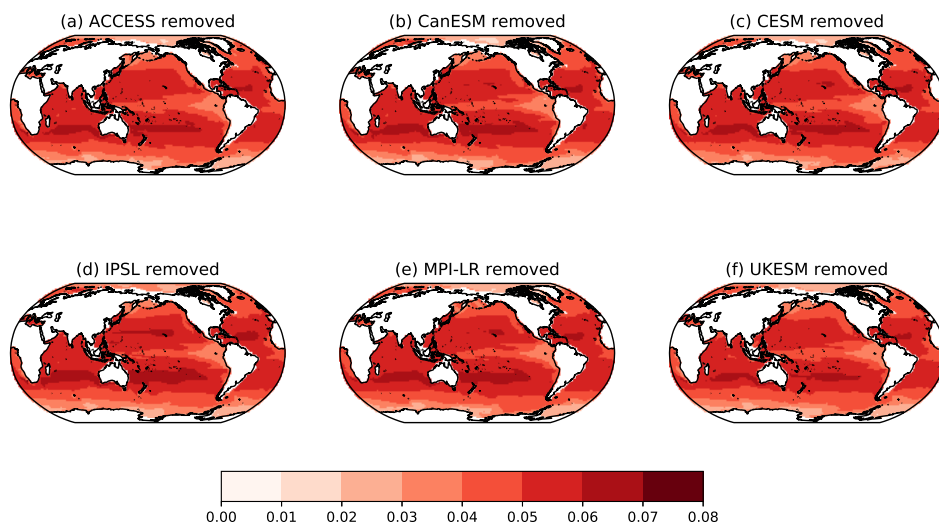 (a) ACCESS removed
(b) CanESM removed
(c) CESM removed
(d) IPSL removed
(e) MPI-LR removed
(f) UKESM removed
0.00 0.01 0.02 0.03 0.04 0.05 0.06 0.07 0.08